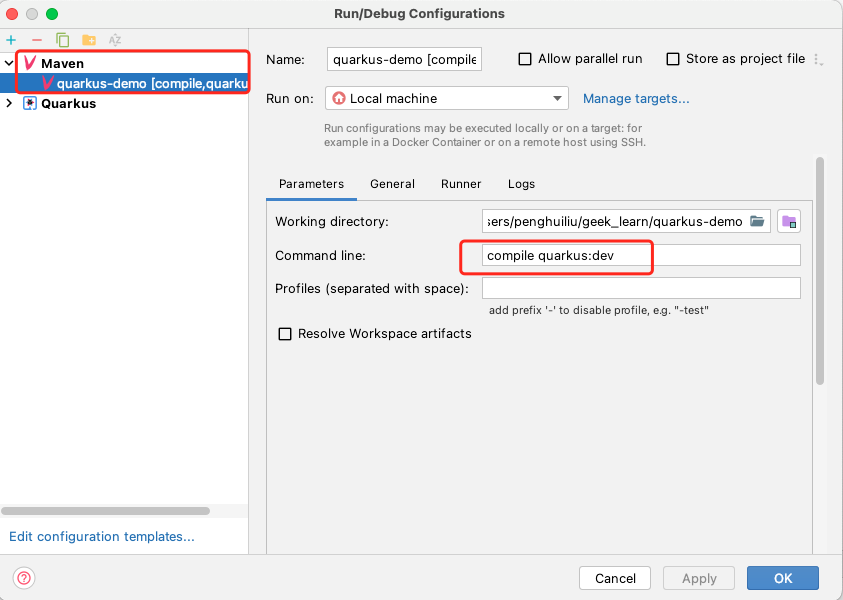 Run/Debug Configurations
Maven
quarkus-demo [compile,quarku
Quarkus
Edit configuration templates...
Name: quarkus-demo [compile Allow parallel run Store as project file
Run on: Local machine Manage targets...
Run configurations may be executed locally or on a target: for
example in a Docker Container or on a remote host using SSH.
Parameters General Runner Logs
Working directory: sers/penghuiliu/geek_learn/quarkus-demo
Command line: compile quarkus:dev
Profiles (separated with space):
add prefix '-' to disable profile, e.g. "-test"
Resolve Workspace artifacts
? Cancel Apply OK